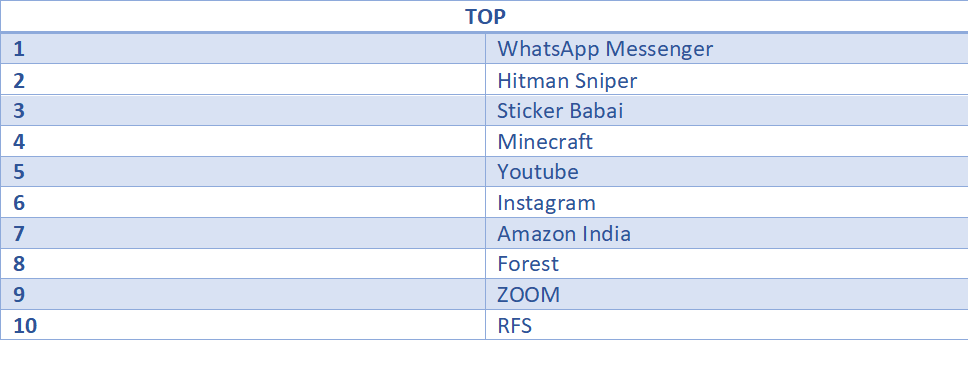 TOP
1 WhatsApp Messenger
2 Hitman Sniper
3 Sticker Babai
4 Minecraft
5 Youtube
6 Instagram
7 Amazon India
8 Forest
9 ZOOM
10 RFS